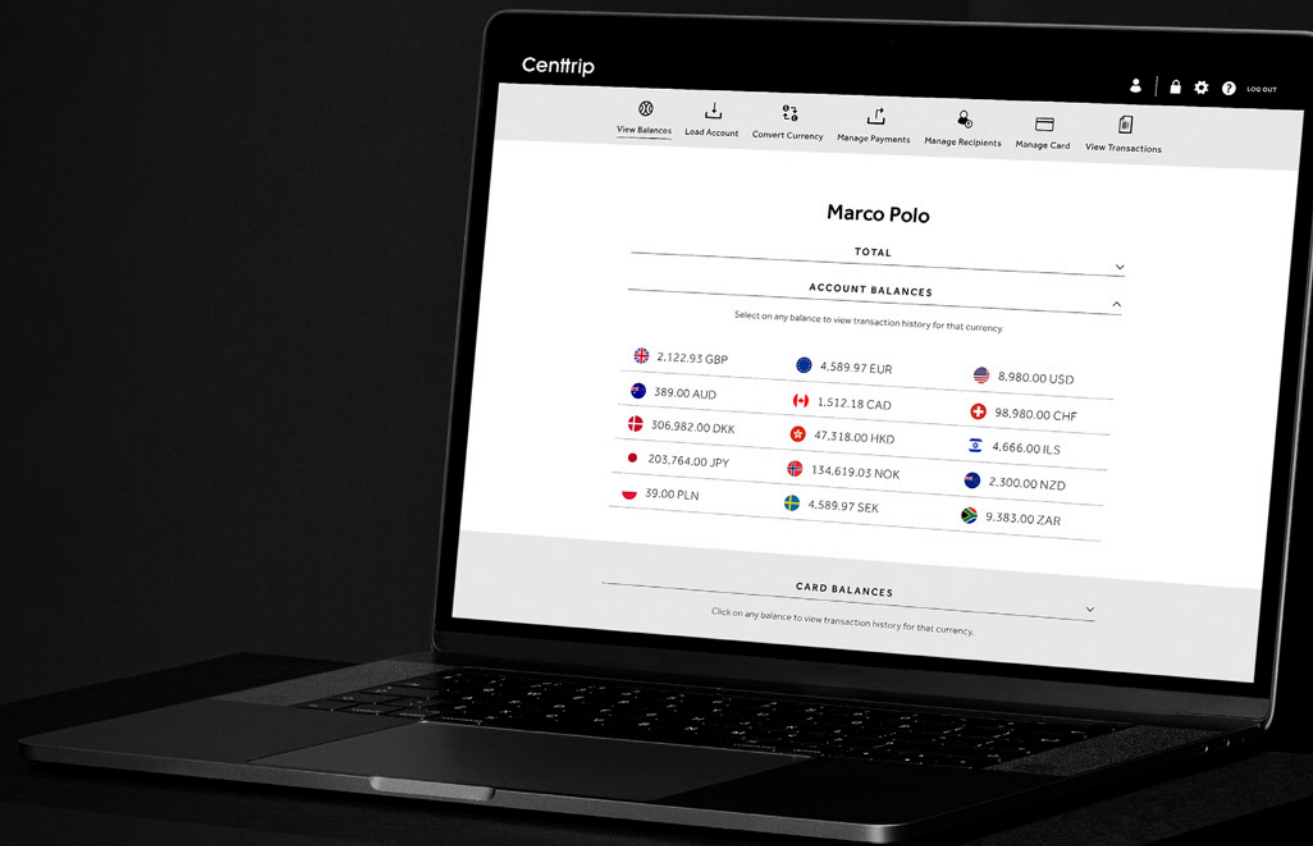 Centtrip
LOG OUT
View Balances Load Account Convert Currency Manage Payments Manage Recipients Manage Card View Transactions
Marco Polo
TOTAL
ACCOUNT BALANCES
Select on any balance to view transaction history for that currency.
2,122.93 GBP 4,589.97 EUR 8,980.00 USD
389.00 AUD 1,512.18 CAD 98,980.00 CHF
306,982.00 DKK 47,318.00 HKD 4,666.00 ILS
203,764.00 JPY 134,619.03 NOK 2,300.00 NZD
39.00 PLN 4,589.97 SEK 9,383.00 ZAR
CARD BALANCES
Click on any balance to view transaction history for that currency.